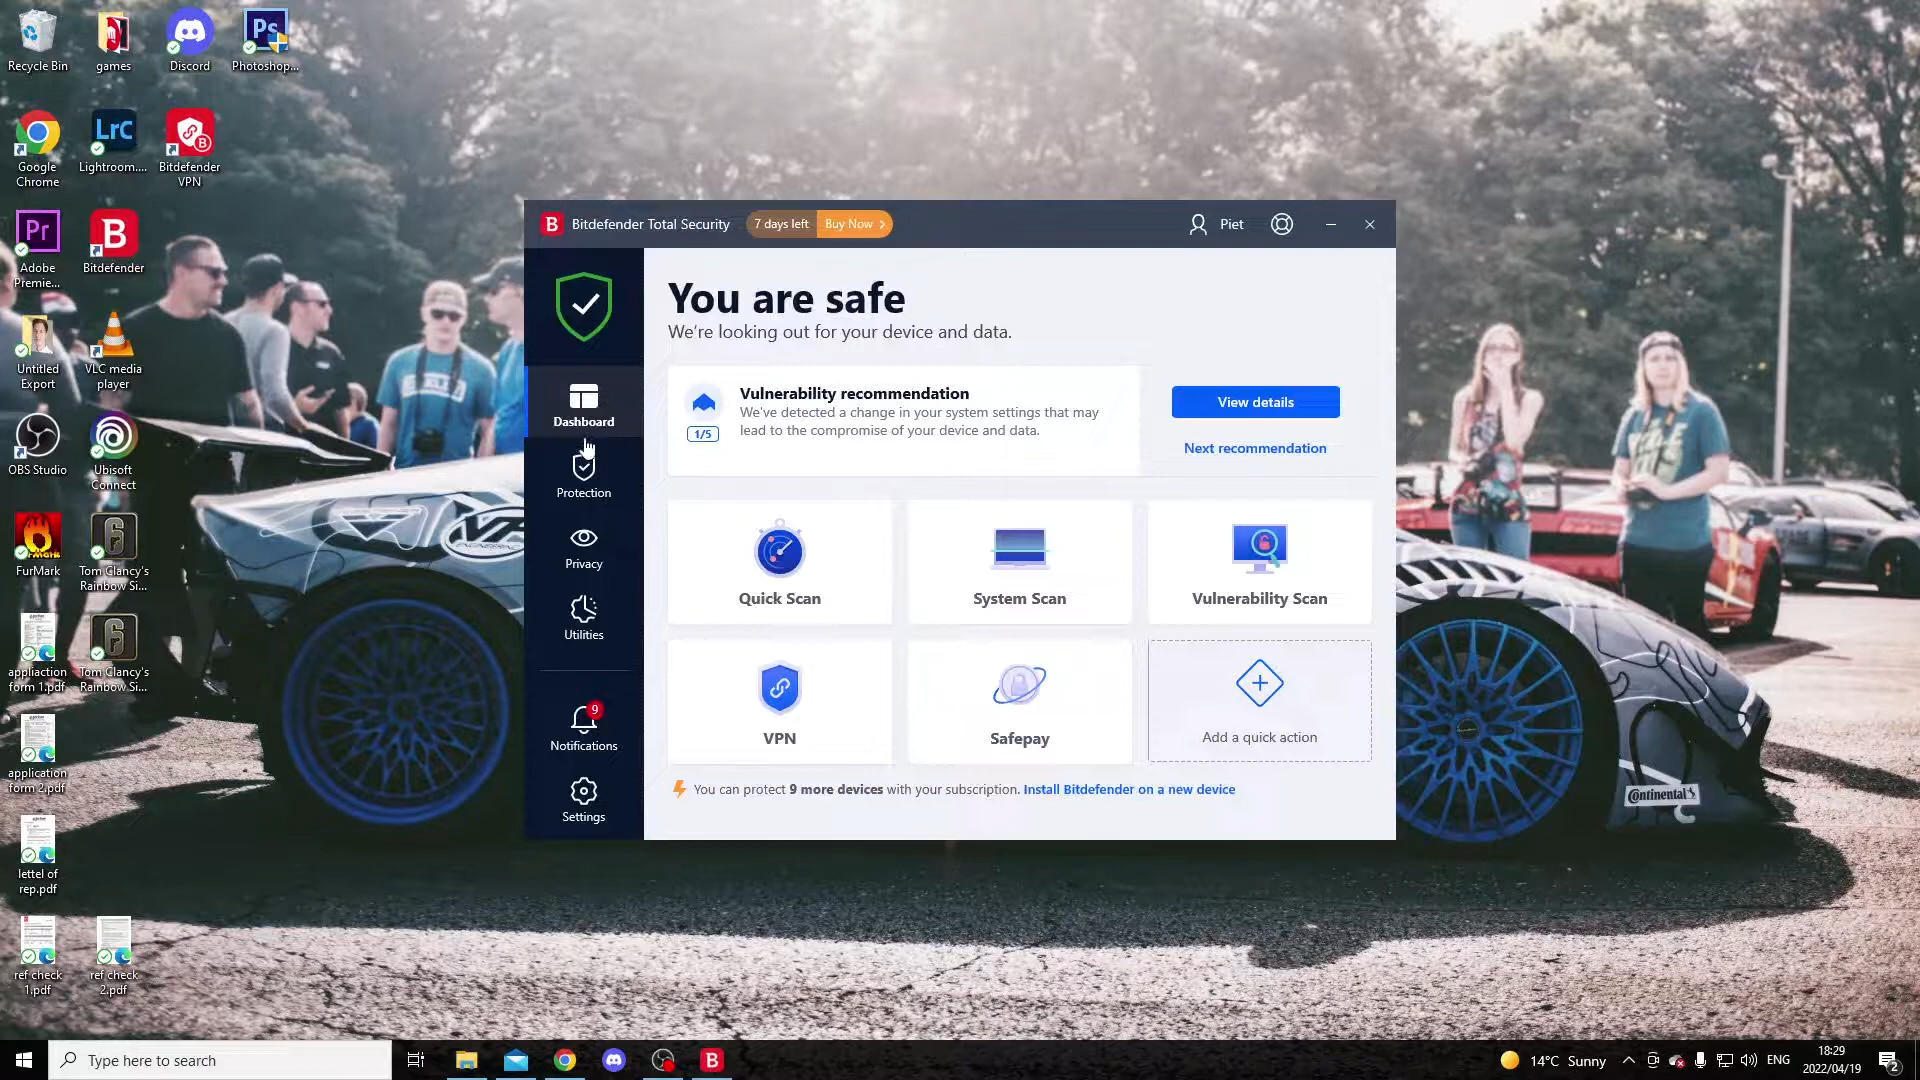 Recycle Bin
games
Discord
Photoshop...
Google
Chrome
Lightroom....
Bitdefender
VPN
Adobe
Premie...
Bitdefender
Untitled
Export
VLC media
player
OBS Studio
Ubisoft
Connect
FurMark
Tom Clancy's
Rainbow Si...
appliaction
form 1.pdf
Tom Clancy's
Rainbow Si...
application
form 2.pdf
lettel of
rep.pdf
ref check
1.pdf
ref check
2.pdf
Bitdefender Total Security
7 days left
Buy Now
Piet
You are safe
We're looking out for your device and data.
Vulnerability recommendation
We've detected a change in your system settings that may
lead to the compromise of your device and data.
1/5
View details
Next recommendation
Dashboard
Protection
Privacy
Utilities
9
Notifications
Settings
Quick Scan
System Scan
Vulnerability Scan
VPN
Safepay
Add a quick action
You can protect 9 more devices with your subscription. Install Bitdefender on a new device
Continental
Type here to search
14°C Sunny
ENG
18:29
2022/04/19
2